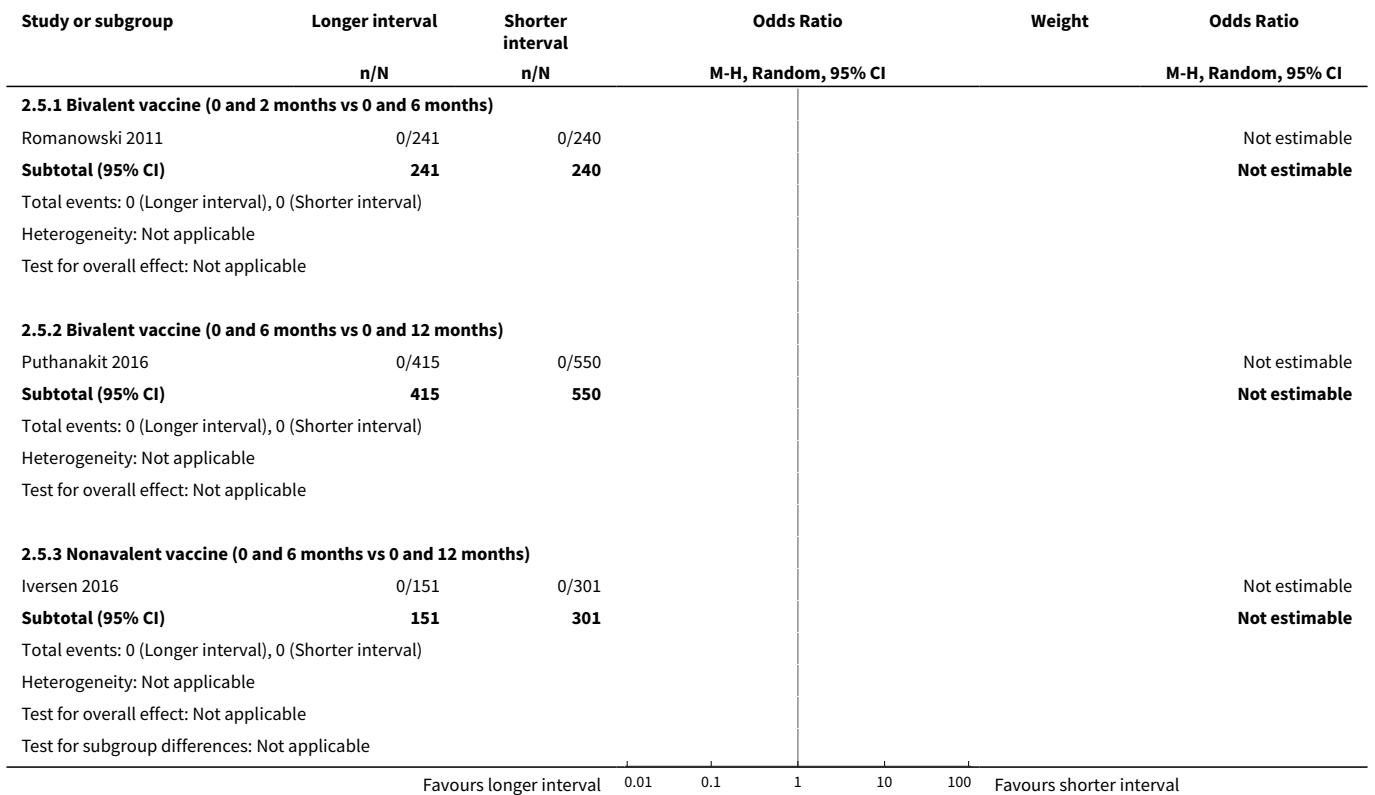 Study or subgroup Longer interval Shorter interval Odds Ratio Weight Odds Ratio
n/N n/N M-H, Random, 95% CI M-H, Random, 95% CI
2.5.1 Bivalent vaccine (0 and 2 months vs 0 and 6 months)
Romanowski 2011 0/241 0/240 Not estimable
Subtotal (95% CI) 241 240 Not estimable
Total events: 0 (Longer interval), 0 (Shorter interval)
Heterogeneity: Not applicable
Test for overall effect: Not applicable
2.5.2 Bivalent vaccine (0 and 6 months vs 0 and 12 months)
Puthanakit 2016 0/415 0/550 Not estimable
Subtotal (95% CI) 415 550 Not estimable
Total events: 0 (Longer interval), 0 (Shorter interval)
Heterogeneity: Not applicable
Test for overall effect: Not applicable
2.5.3 Nonavalent vaccine (0 and 6 months vs 0 and 12 months)
Iversen 2016 0/151 0/301 Not estimable
Subtotal (95% CI) 151 301 Not estimable
Total events: 0 (Longer interval), 0 (Shorter interval)
Heterogeneity: Not applicable
Test for overall effect: Not applicable
Test for subgroup differences: Not applicable
Favours longer interval 0.01 0.1 1 10 100 Favours shorter interval